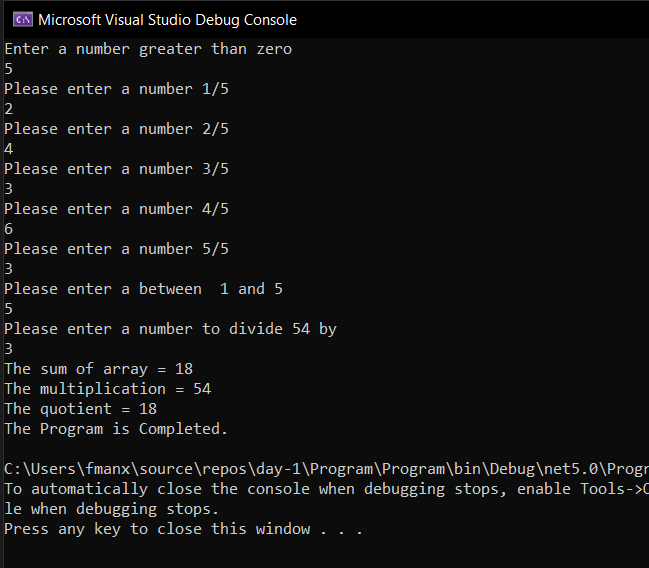 Microsoft Visual Studio Debug Console
Enter a number greater than zero
5
Please enter a number 1/5
2
Please enter a number 2/5
4
Please enter a number 3/5
3
Please enter a number 4/5
6
Please enter a number 5/5
3
Please enter a between  1 and 5
5
Please enter a number to divide 54 by
3
The sum of array = 18
The multiplication = 54
The quotient = 18
The Program is Completed.
C:\Users\fmanx\source\repos\day-1\Program\Program\bin\Debug\net5.0\Progr
To automatically close the console when debugging stops, enable Tools->
le when debugging stops.
Press any key to close this window . . .